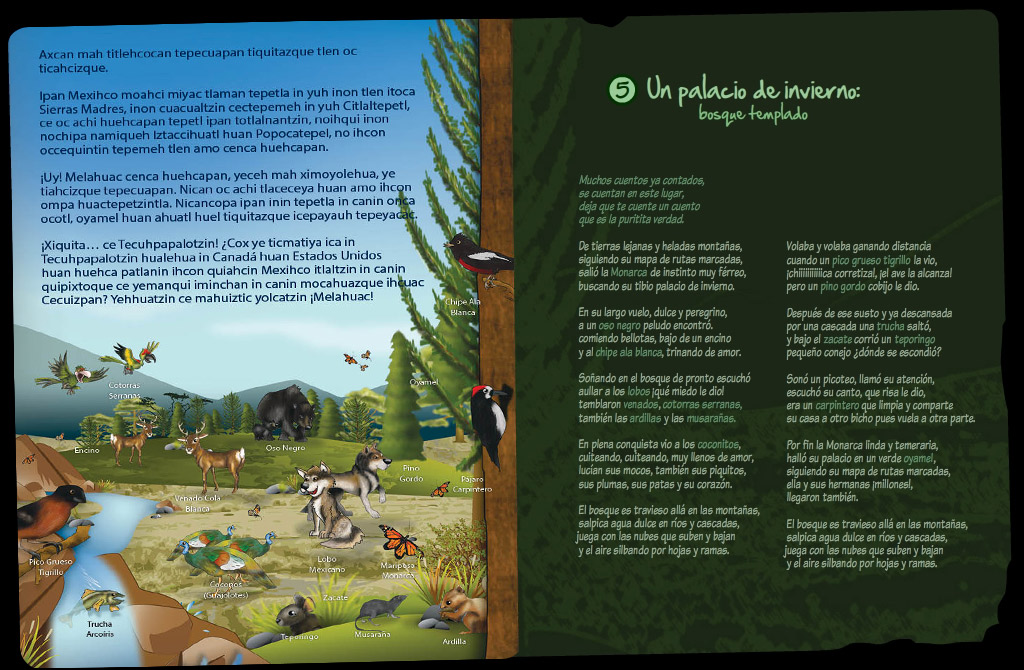 Axcan mah titlehcocan tepecuapan tiquitazque tlen oc
ticahcizque.
Ipan Mexihco moahci miyac tlaman tepetla in yuh inon tlen itoca
Sierras Madres, inon cuacualtzin cectepemeh in yuh Citlaltepetl,
ce oc achi huehcapan tepetl ipan totlalnantzin, noihqui inon
nochipa namiqueh Iztaccihuatl huan Popocatepel, no ihcon
occequintin tepemeh tlen amo cenca huehcapan.
¡Uy! Melahuac cenca huehcapan, yeceh mah ximoyolehua, ye
tiahcizque tepecuapan. Nican oc achi tlaceceya huan amo ihcon
ompa huactepetzintla. Nicancopa ipan inin tepetla in canin onca
ocotl, oyamel huan ahuatl huel tiquitazque icepayauh tepeyacac.
¡Xiquita… ce Tecuhpapalotzin! ¿Cox ye ticmatiya ica in
Tecuhpapalotzin hualehua in Canadá huan Estados Unidos
huan huehca patlanin ihcon quiahcin Mexihco itlaltzin in canin
quipixtoque ce yemanqui iminchan in canin mocahuazque ihcuac
Cecuizpan? Yehhuatzin ce mahuiztic yolcatzin ¡Melahuac!
Chipe Ala
Blanca
Cotorras
Serranas
Oyamel
Encino
Oso Negro
Pino
Gordo
Pájaro
Carpintero
Venado Cola
Blanca
Pico Grueso
Tigrillo
Lobo
Mexicano
Mariposa
Monarca
Coconos
(Guajolotes)
Zacate
Trucha
Arcoíris
Teporingo
Musaraña
Ardilla
5 Un palacio de invierno:
bosque templado
Muchos cuentos ya contados,
se cuentan en este lugar,
deja que te cuente un cuento
que es la puritita verdad.
De tierras lejanas y heladas montañas,
siguiendo su mapa de rutas marcadas,
salió la Monarca de instinto muy férreo,
buscando su tibio palacio de invierno.
En su largo vuelo, dulce y peregrino,
a un oso negro peludo encontró.
comiendo bellotas, bajo de un encino
y al chipe ala blanca, trinando de amor.
Soñando en el bosque de pronto escuchó
aullar a los lobos ¡qué miedo le dio!
temblaron venados, cotorras serranas,
también las ardillas y las musarañas.
En plena conquista vio a los coconitos,
cuiteando, cuiteando, muy llenos de amor,
lucían sus mocos, también sus piquitos,
sus plumas, sus patas y su corazón.
El bosque es travieso allá en las montañas,
salpica agua dulce en ríos y cascadas,
juega con las nubes que suben y bajan
y el aire silbando por hojas y ramas.
Volaba y volaba ganando distancia
cuando un pico grueso tigrillo la vio,
¡chiiiiiiiiiica corretiza!, ¡el ave la alcanza!
pero un pino gordo cobijo le dio.
Después de ese susto y ya descansada
por una cascada una trucha saltó,
y bajo el zacate corrió un teporingo
pequeño conejo ¿dónde se escondió?
Sonó un picoteo, llamó su atención,
escuchó su canto, que risa le dio,
era un carpintero que limpia y comparte
su casa a otro bicho pues vuela a otra parte.
Por fin la Monarca linda y temeraria,
halló su palacio en un verde oyamel,
siguiendo su mapa de rutas marcadas,
ella y sus hermanas ¡millones!,
llegaron también.
El bosque es travieso allá en las montañas,
salpica agua dulce en ríos y cascadas,
juega con las nubes que suben y bajan
y el aire silbando por hojas y ramas.